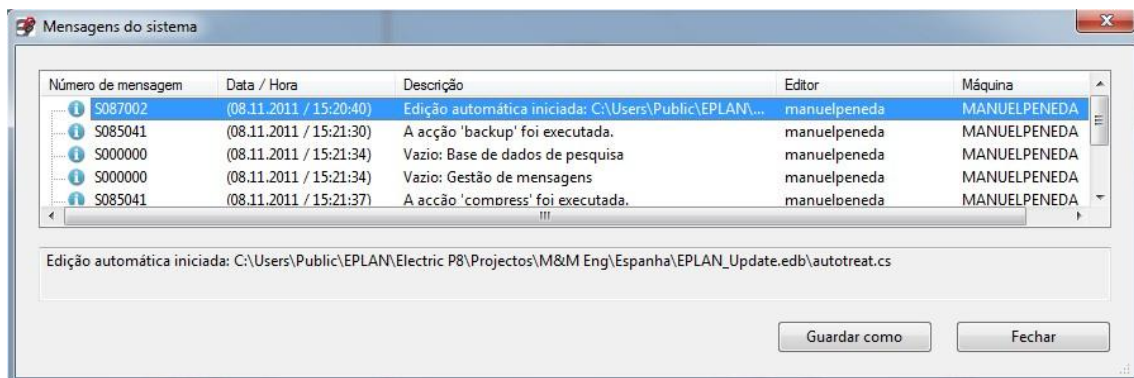 Mensagens do sistema
Número de mensagem Data / Hora Descrição Editor Máquina
S087002 (08.11.2011 / 15:20:40) Edição automática iniciada: C:\Users\Public\EPLAN\... manuelpeneda MANUELPENEDA
S085041 (08.11.2011 / 15:21:30) A acção 'backup' foi executada. manuelpeneda MANUELPENEDA
S000000 (08.11.2011 / 15:21:34) Vazio: Base de dados de pesquisa manuelpeneda MANUELPENEDA
S000000 (08.11.2011 / 15:21:34) Vazio: Gestão de mensagens manuelpeneda MANUELPENEDA
S085041 (08.11.2011 / 15:21:37) A acção 'compress' foi executada. manuelpeneda MANUELPENEDA
Edição automática iniciada: C:\Users\Public\EPLAN\Electric P8\Projectos\M&M Eng\Espanha\EPLAN_Update.edb\autotreat.cs
Guardar como Fechar